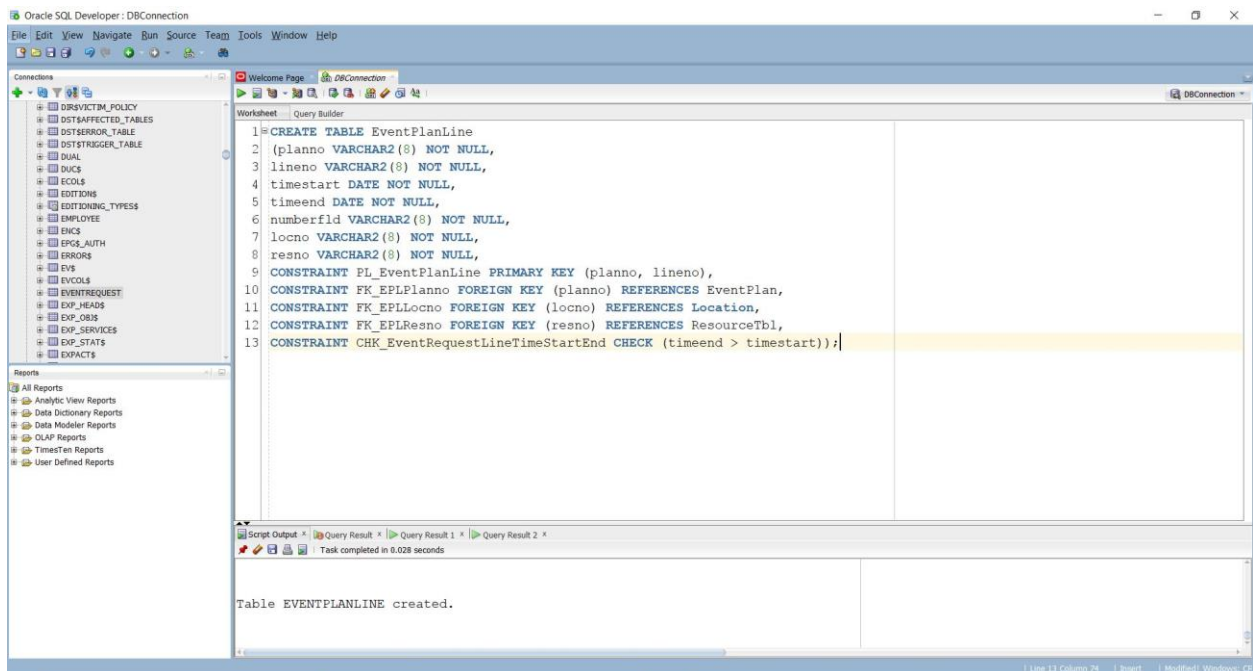 Oracle SQL Developer : DBConnection
File Edit View Navigate Run Source Team Tools Window Help
Connections
DIR$VICTIM_POLICY
DST$AFFECTED_TABLES
DST$ERROR_TABLE
DST$TRIGGER_TABLE
DUAL
DUC$
ECOL$
EDITION$
EDITIONING_TYPES$
EMPLOYEE
ENC$
EPG$_AUTH
ERROR$
EV$
EVCOL$
EVENTREQUEST
EXP_HEAD$
EXP_OBJ$
EXP_SERVICE$
EXP_STAT$
EXPACT$
Reports
All Reports
Analytic View Reports
Data Dictionary Reports
Data Modeler Reports
OLAP Reports
TimesTen Reports
User Defined Reports
Welcome Page DBConnection
DBConnection
Worksheet Query Builder
1 CREATE TABLE EventPlanLine
2 (planno VARCHAR2(8) NOT NULL,
3 lineno VARCHAR2(8) NOT NULL,
4 timestart DATE NOT NULL,
5 timeend DATE NOT NULL,
6 numberfld VARCHAR2(8) NOT NULL,
7 locno VARCHAR2(8) NOT NULL,
8 resno VARCHAR2(8) NOT NULL,
9 CONSTRAINT PL_EventPlanLine PRIMARY KEY (planno, lineno),
10 CONSTRAINT FK_EPLPlanno FOREIGN KEY (planno) REFERENCES EventPlan,
11 CONSTRAINT FK_EPLLocno FOREIGN KEY (locno) REFERENCES Location,
12 CONSTRAINT FK_EPLResno FOREIGN KEY (resno) REFERENCES ResourceTbl,
13 CONSTRAINT CHK_EventRequestLineTimeStartEnd CHECK (timeend > timestart));
Script Output Query Result Query Result 1 Query Result 2
Task completed in 0.028 seconds
Table EVENTPLANLINE created.
Line 13 Column 74 Insert Modified Windows: CR